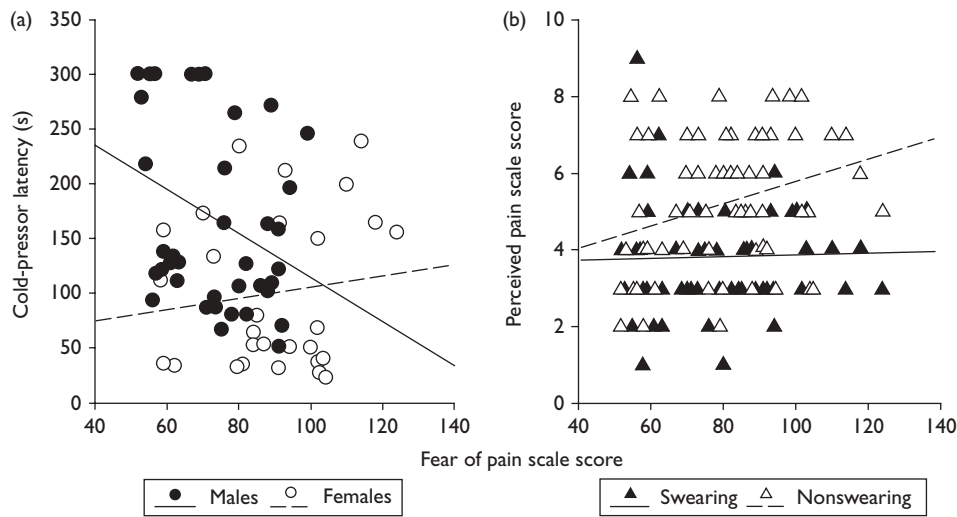 (a)
Cold-pressor latency (s)
350
300
250
200
150
100
50
0
40
60
80
100
120
140
(b)
Perceived pain scale score
10
8
6
4
2
0
40
60
80
100
120
140
Fear of pain scale score
Males
Females
Swearing
Nonswearing